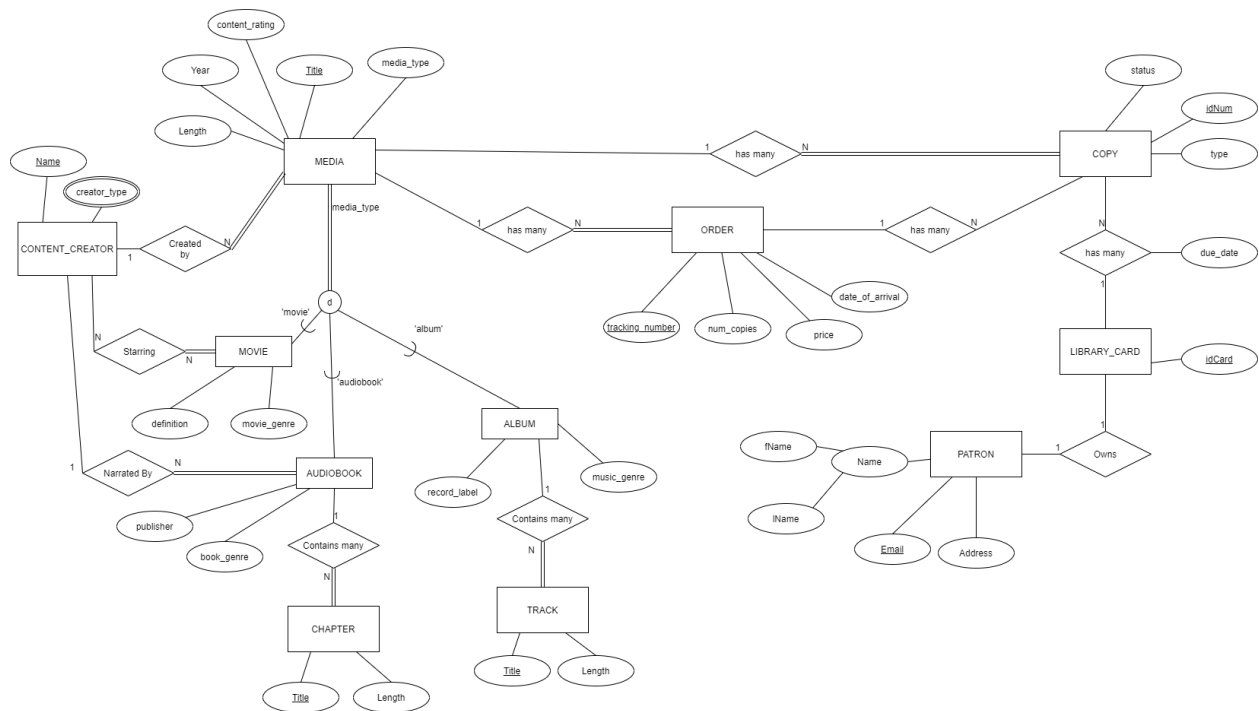 content_rating
Year
Title
media_type
Length
MEDIA
media_type
Name
creator_type
CONTENT_CREATOR
1
Created
by
N
1
has many
N
status
idNum
type
COPY
1
has many
N
ORDER
1
has many
N
tracking_number
num_copies
price
date_of_arrival
N
has many
1
due_date
LIBRARY_CARD
idCard
1
Owns
1
PATRON
Name
fName
lName
Email
Address
d
'movie'
'album'
'audiobook'
N
Starring
N
MOVIE
definition
movie_genre
1
Narrated By
N
AUDIOBOOK
publisher
book_genre
1
Contains many
N
CHAPTER
Title
Length
ALBUM
record_label
music_genre
1
Contains many
N
TRACK
Title
Length